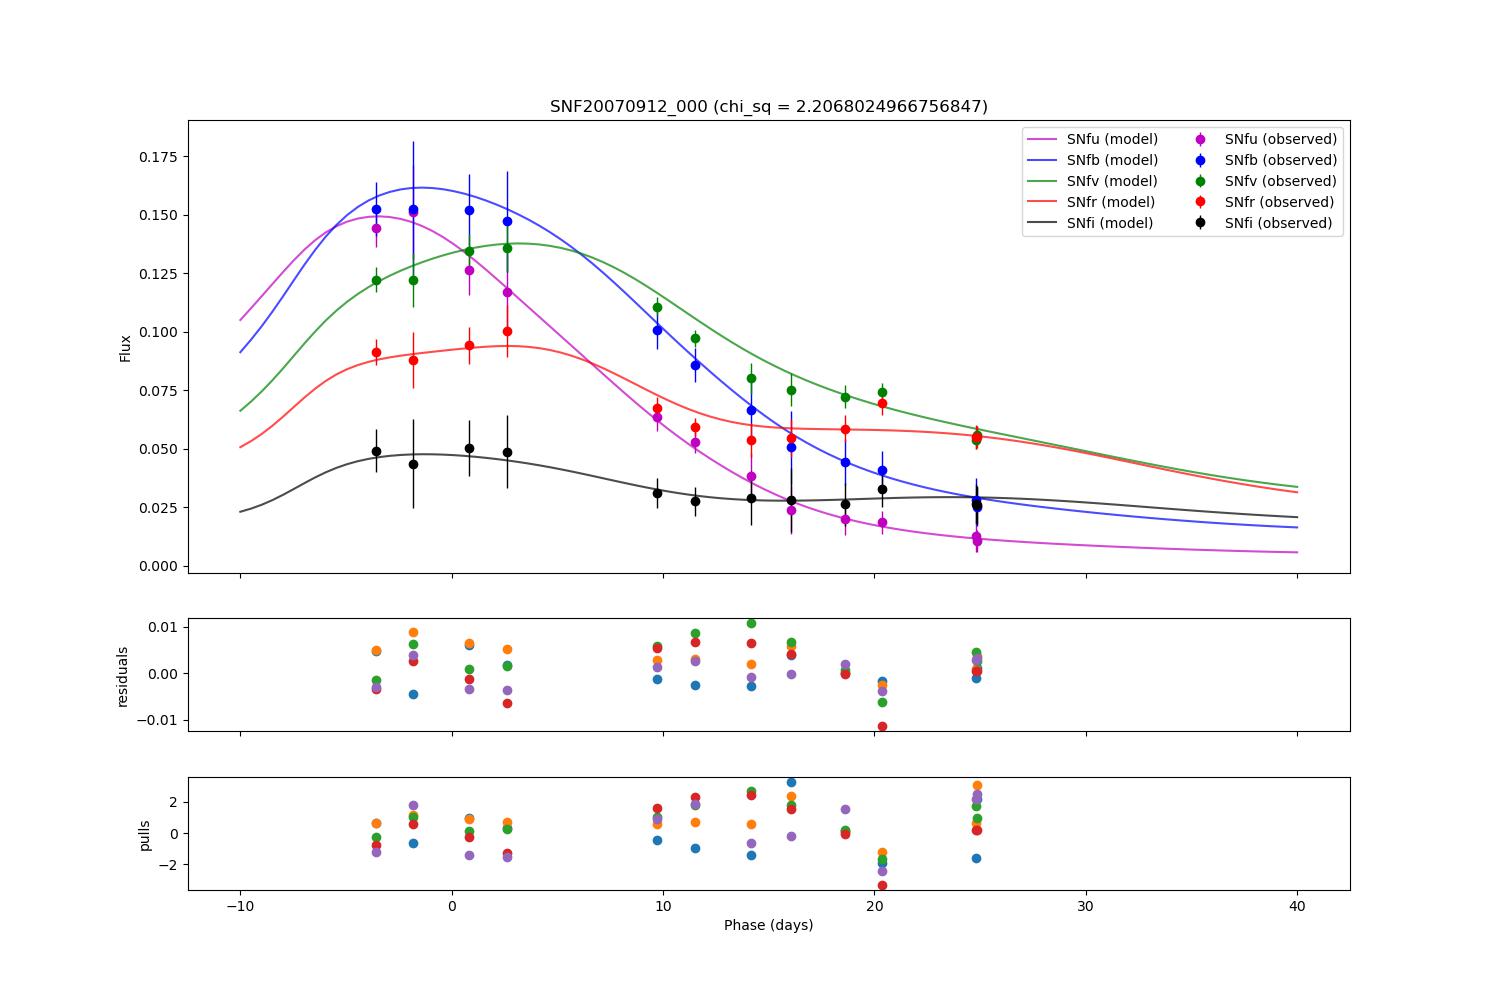 SNF20070912_000 (chi_sq = 2.2068024966756847)
SNfu (model) SNfu (observed)
SNfb (model) SNfb (observed)
SNfv (model) SNfv (observed)
SNfr (model) SNfr (observed)
SNfi (model) SNfi (observed)
Flux
0.175
0.150
0.125
0.100
0.075
0.050
0.025
0.000
residuals
0.01
0.00
−0.01
pulls
2
0
−2
−10 0 10 20 30 40
Phase (days)